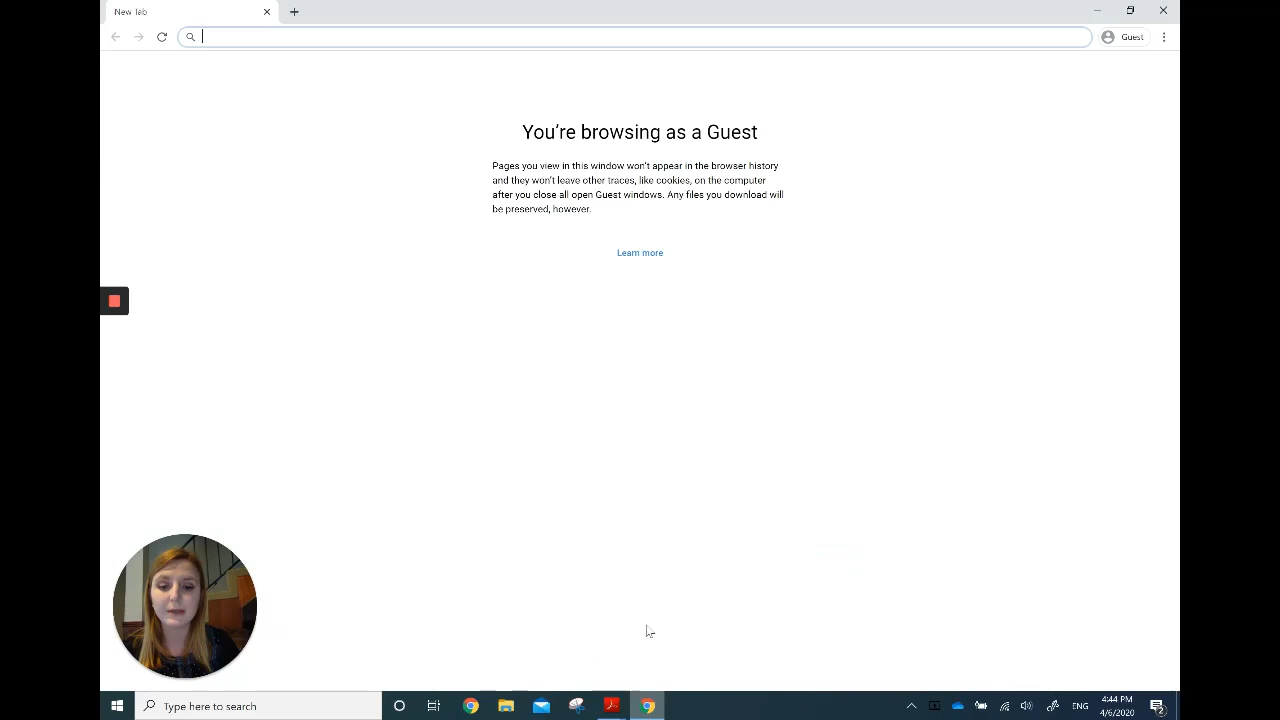 New Tab
Guest
You're browsing as a Guest
Pages you view in this window won't appear in the browser history
and they won't leave other traces, like cookies, on the computer
after you close all open Guest windows. Any files you download will
be preserved, however.
Learn more
Type here to search
ENG
4:44 PM
4/6/2020
2